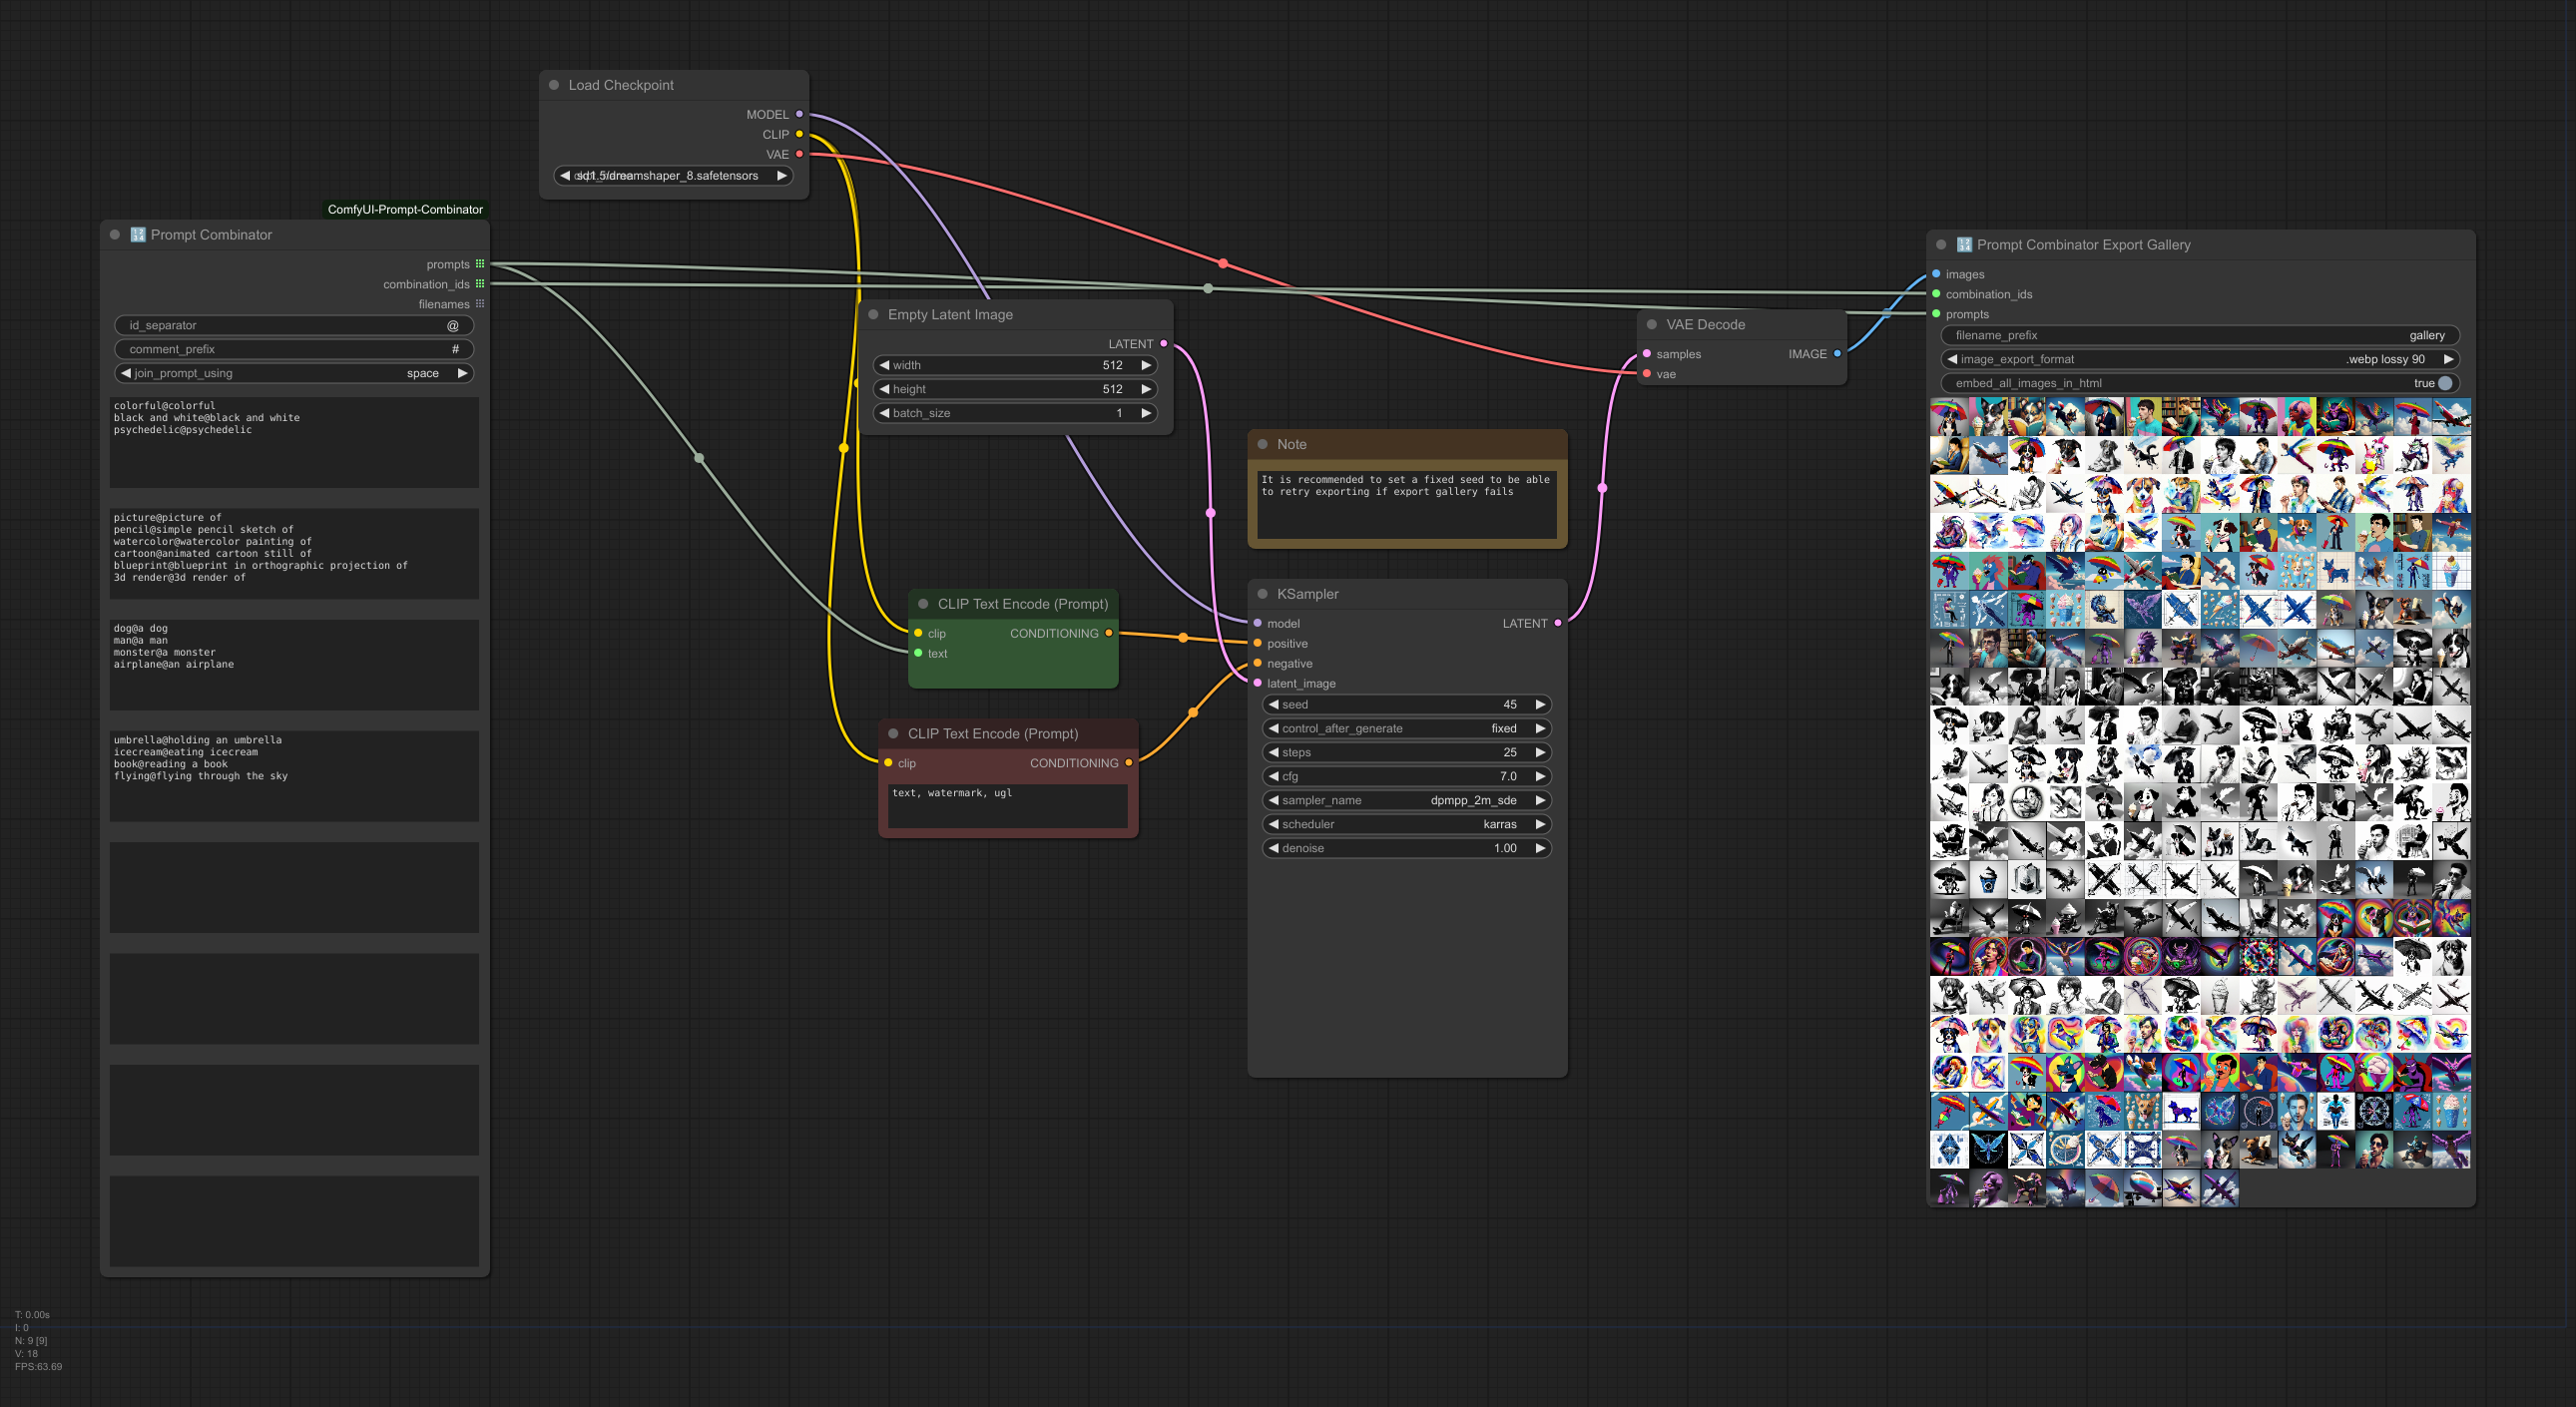 Load Checkpoint
MODEL
CLIP
VAE
sd1.5/dreamshaper_8.safetensors
ComfyUI-Prompt-Combinator
Prompt Combinator
prompts
combination_ids
filenames
id_separator @
comment_prefix #
join_prompt_using space
colorful@colorful
black and white@black and white
psychedelic@psychedelic
picture@picture of
pencil@simple pencil sketch of
watercolor@watercolor painting of
cartoon@animated cartoon still of
blueprint@blueprint in orthographic projection of
3d render@3d render of
dog@a dog
man@a man
monster@a monster
airplane@an airplane
umbrella@holding an umbrella
icecream@eating icecream
book@reading a book
flying@flying through the sky
Empty Latent Image
LATENT
width 512
height 512
batch_size 1
CLIP Text Encode (Prompt)
clip CONDITIONING
text
CLIP Text Encode (Prompt)
clip CONDITIONING
text, watermark, ugl
Note
It is recommended to set a fixed seed to be able
to retry exporting if export gallery fails
KSampler
model LATENT
positive
negative
latent_image
seed 45
control_after_generate fixed
steps 25
cfg 7.0
sampler_name dpmpp_2m_sde
scheduler karras
denoise 1.00
VAE Decode
samples IMAGE
vae
Prompt Combinator Export Gallery
images
combination_ids
prompts
filename_prefix gallery
image_export_format .webp lossy 90
embed_all_images_in_html true
T: 0.00s
I: 0
N: 9 [9]
V: 18
FPS:63.69